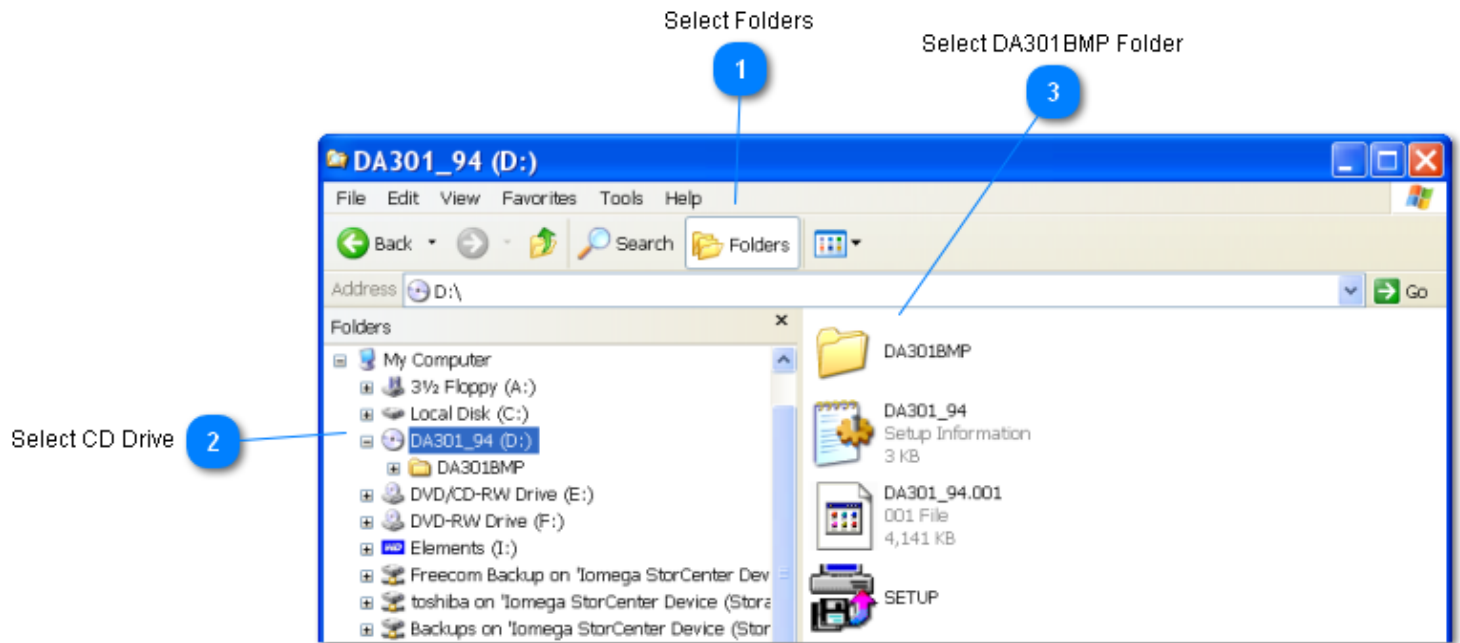 Select Folders
Select DA301BMP Folder
1
3
DA301_94 (D:)
File Edit View Favorites Tools Help
Back Search Folders
Address D:\ Go
Folders
My Computer
3½ Floppy (A:)
Local Disk (C:)
Select CD Drive 2
DA301_94 (D:)
DA301BMP
DVD/CD-RW Drive (E:)
DVD-RW Drive (F:)
Elements (I:)
Freecom Backup on 'Iomega StorCenter Dev
toshiba on 'Iomega StorCenter Device (Stora
Backups on 'Iomega StorCenter Device (Stor
DA301BMP
DA301_94
Setup Information
3 KB
DA301_94.001
001 File
4,141 KB
SETUP